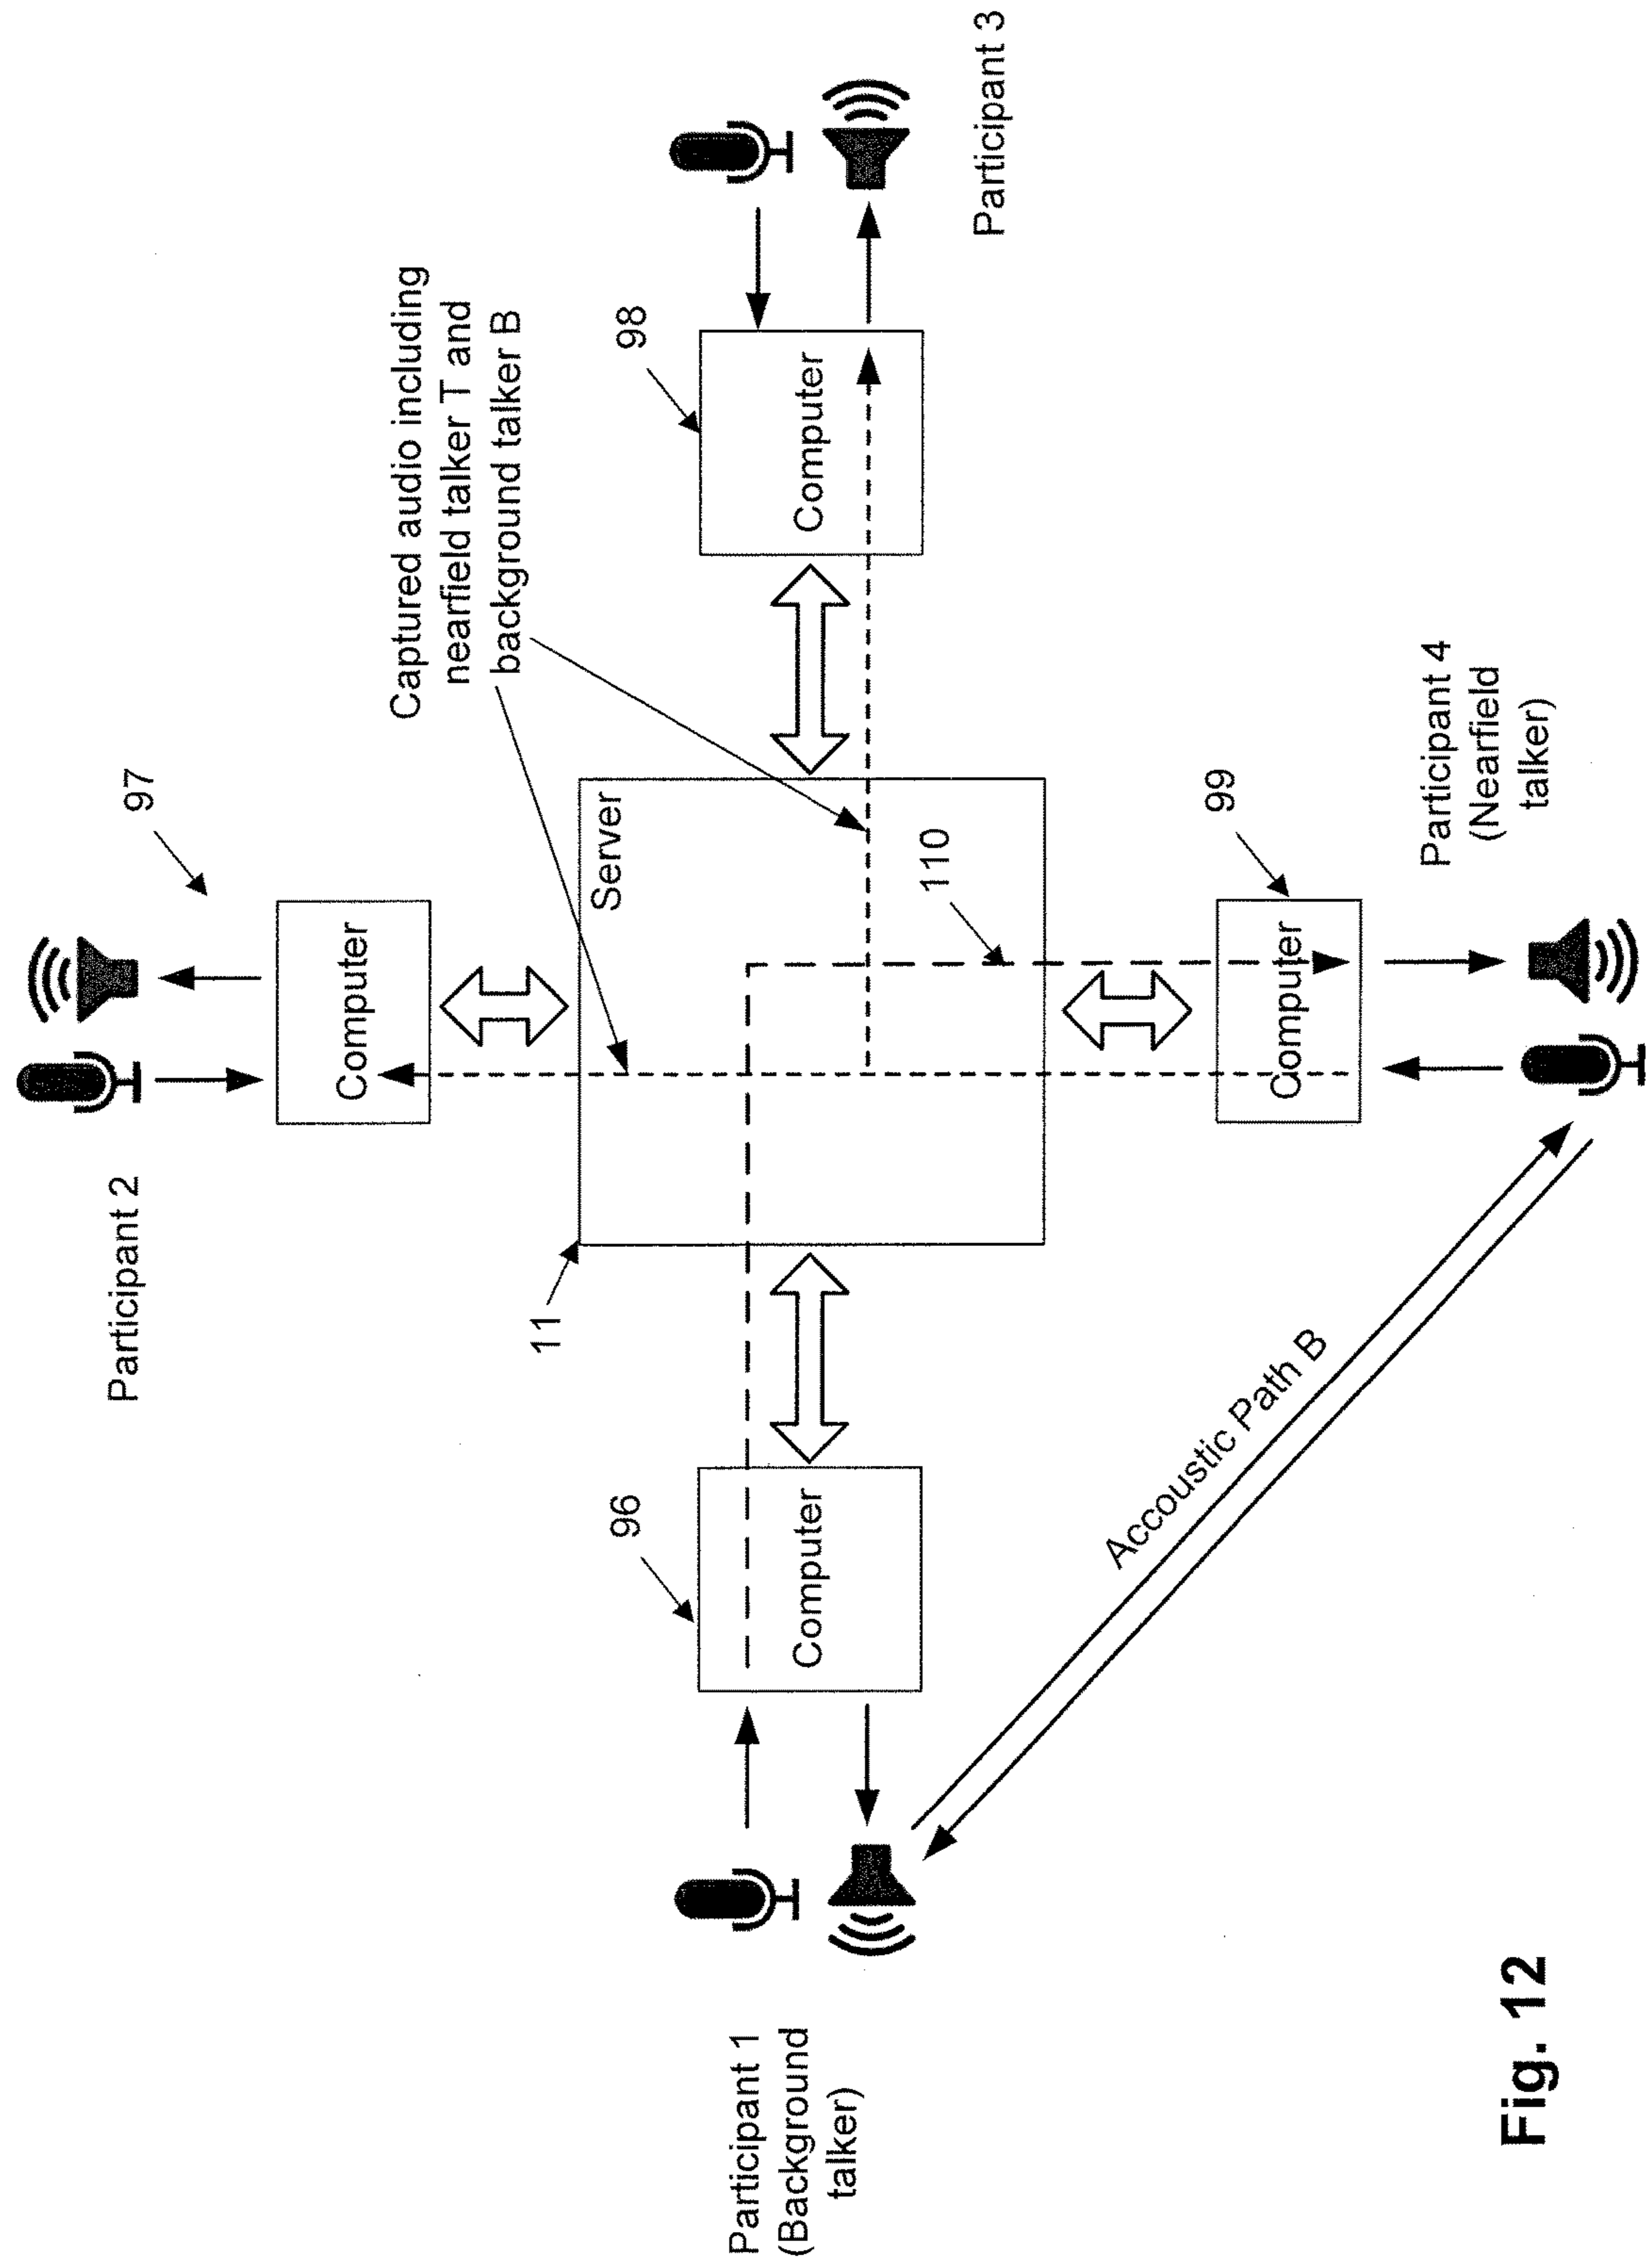 Participant 2
97
Computer
Captured audio including
nearfield talker T and
background talker B
Participant 1
(Background
talker)
96
Computer
11
Server
110
98
Computer
Participant 3
Accoustic Path B
99
Computer
Participant 4
(Nearfield
talker)
Fig. 12